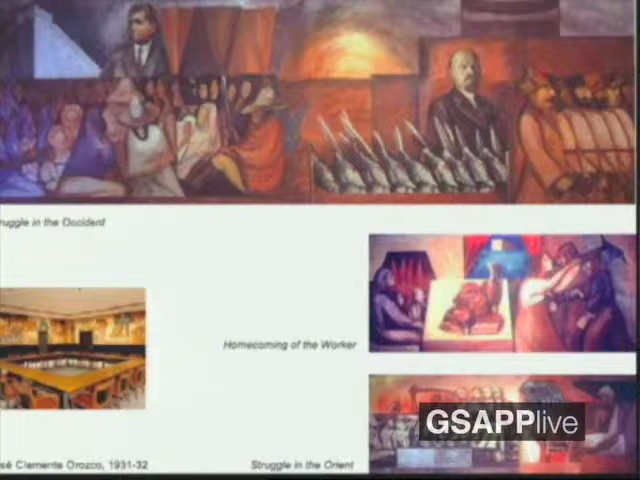 ruggle in the Occident
Homecoming of the Worker
GSAPPlive
sé Clemente Orozco, 1931-32
Struggle in the Orient